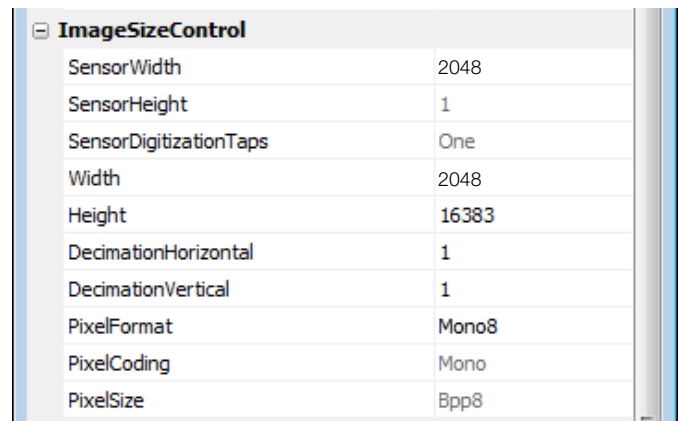 ImageSizeControl
SensorWidth 2048
SensorHeight 1
SensorDigitizationTaps One
Width 2048
Height 16383
DecimationHorizontal 1
DecimationVertical 1
PixelFormat Mono8
PixelCoding Mono
PixelSize Bpp8